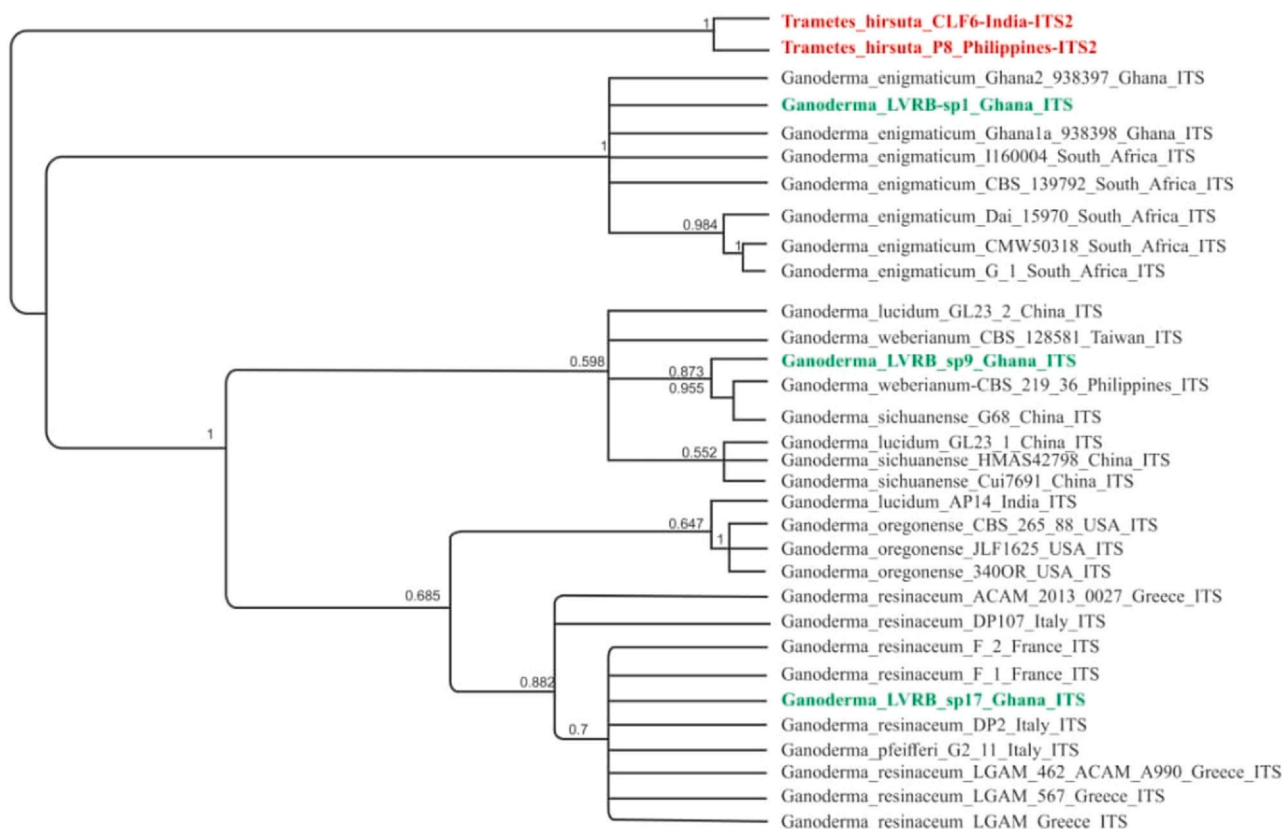 1
Trametes_hirsuta_CLF6-India-ITS2
Trametes_hirsuta_P8_Philippines-ITS2
Ganoderma_enigmaticum_Ghana2_938397_Ghana_ITS
Ganoderma_LVRB-sp1_Ghana_ITS
Ganoderma_enigmaticum_Ghana1a_938398_Ghana_ITS
1
Ganoderma_enigmaticum_I160004_South_Africa_ITS
Ganoderma_enigmaticum_CBS_139792_South_Africa_ITS
Ganoderma_enigmaticum_Dai_15970_South_Africa_ITS
0.984
1
Ganoderma_enigmaticum_CMW50318_South_Africa_ITS
Ganoderma_enigmaticum_G_1_South_Africa_ITS
Ganoderma_lucidum_GL23_2_China_ITS
Ganoderma_weberianum_CBS_128581_Taiwan_ITS
0.598
Ganoderma_LVRB_sp9_Ghana_ITS
0.873
0.955
Ganoderma_weberianum-CBS_219_36_Philippines_ITS
Ganoderma_sichuanense_G68_China_ITS
1
Ganoderma_lucidum_GL23_1_China_ITS
0.552
Ganoderma_sichuanense_HMAS42798_China_ITS
Ganoderma_sichuanense_Cui7691_China_ITS
Ganoderma_lucidum_AP14_India_ITS
0.647
Ganoderma_oregonense_CBS_265_88_USA_ITS
1
Ganoderma_oregonense_JLF1625_USA_ITS
Ganoderma_oregonense_340OR_USA_ITS
0.685
Ganoderma_resinaceum_ACAM_2013_0027_Greece_ITS
Ganoderma_resinaceum_DP107_Italy_ITS
Ganoderma_resinaceum_F_2_France_ITS
Ganoderma_resinaceum_F_1_France_ITS
0.882
Ganoderma_LVRB_sp17_Ghana_ITS
Ganoderma_resinaceum_DP2_Italy_ITS
0.7
Ganoderma_pfeifferi_G2_11_Italy_ITS
Ganoderma_resinaceum_LGAM_462_ACAM_A990_Greece_ITS
Ganoderma_resinaceum_LGAM_567_Greece_ITS
Ganoderma_resinaceum_LGAM_Greece_ITS